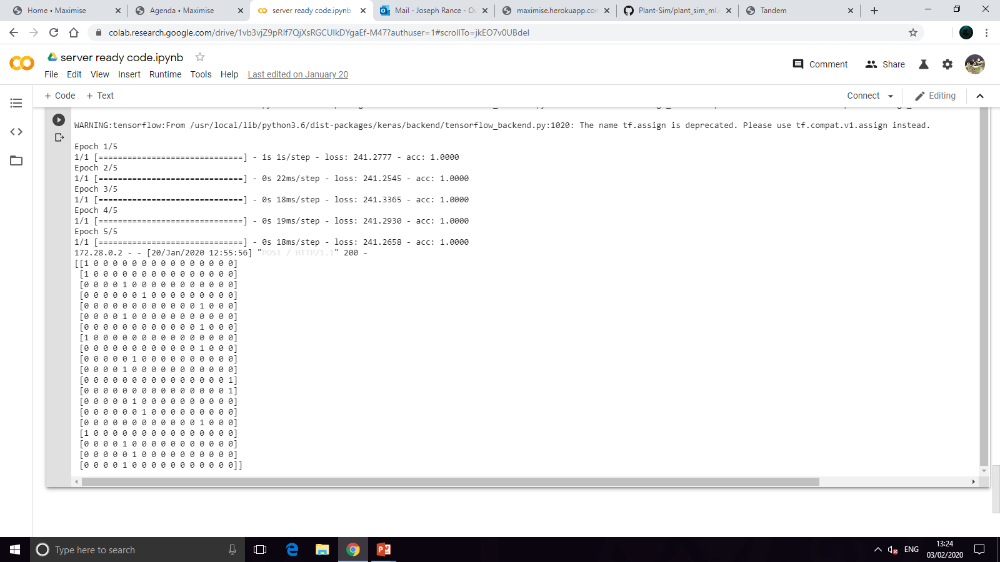 Home • Maximise
Agenda • Maximise
server ready code.ipynb
Mail - Joseph Rance - Ou
maximise.herokuapp.com
Plant-Sim/plant_sim_ml.i
Tandem
colab.research.google.com/drive/1vb3vjZ9pRlf7QjXsRGCUIkDYgaEf-M47?authuser=1#scrollTo=jkEO7v0UBdel
server ready code.ipynb
File Edit View Insert Runtime Tools Help Last edited on January 20
Comment Share
+ Code + Text
Connect Editing
WARNING:tensorflow:From /usr/local/lib/python3.6/dist-packages/keras/backend/tensorflow_backend.py:1020: The name tf.assign is deprecated. Please use tf.compat.v1.assign instead.
Epoch 1/5
1/1 [==============================] - 1s 1s/step - loss: 241.2777 - acc: 1.0000
Epoch 2/5
1/1 [==============================] - 0s 22ms/step - loss: 241.2545 - acc: 1.0000
Epoch 3/5
1/1 [==============================] - 0s 18ms/step - loss: 241.3365 - acc: 1.0000
Epoch 4/5
1/1 [==============================] - 0s 19ms/step - loss: 241.2930 - acc: 1.0000
Epoch 5/5
1/1 [==============================] - 0s 18ms/step - loss: 241.2658 - acc: 1.0000
172.28.0.2 - - [20/Jan/2020 12:55:56] "POST / HTTP/1.1" 200 -
[[1 0 0 0 0 0 0 0 0 0 0 0 0 0 0 0]
[1 0 0 0 0 0 0 0 0 0 0 0 0 0 0 0]
[0 0 0 0 0 1 0 0 0 0 0 0 0 0 0 0]
[0 0 0 0 0 0 1 0 0 0 0 0 0 0 0 0]
[0 0 0 0 0 0 0 0 0 0 0 0 1 0 0 0]
[0 0 0 0 1 0 0 0 0 0 0 0 0 0 0 0]
[0 0 0 0 0 0 0 0 0 0 0 0 1 0 0 0]
[1 0 0 0 0 0 0 0 0 0 0 0 0 0 0 0]
[0 0 0 0 0 0 0 0 0 0 0 0 1 0 0 0]
[0 0 0 0 0 1 0 0 0 0 0 0 0 0 0 0]
[0 0 0 0 1 0 0 0 0 0 0 0 0 0 0 0]
[0 0 0 0 0 0 0 0 0 0 0 0 0 0 0 1]
[0 0 0 0 0 0 0 0 0 0 0 0 0 0 0 1]
[0 0 0 0 0 1 0 0 0 0 0 0 0 0 0 0]
[0 0 0 0 0 0 1 0 0 0 0 0 0 0 0 0]
[0 0 0 0 0 0 0 0 0 0 0 0 1 0 0 0]
[1 0 0 0 0 0 0 0 0 0 0 0 0 0 0 0]
[0 0 0 0 1 0 0 0 0 0 0 0 0 0 0 0]
[0 0 0 0 0 1 0 0 0 0 0 0 0 0 0 0]
[0 0 0 0 1 0 0 0 0 0 0 0 0 0 0 0]]
Type here to search
ENG
13:24
03/02/2020